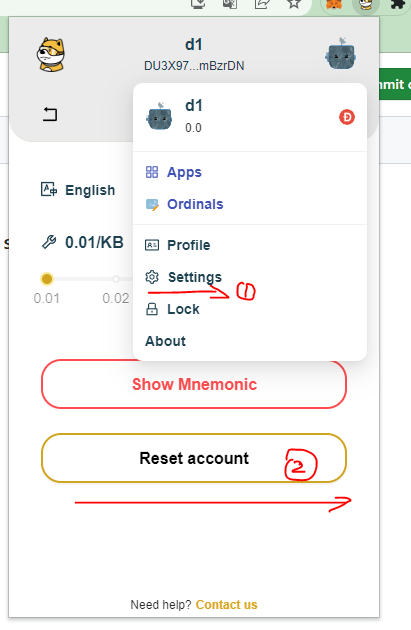 d1
DU3X97...mBzrDN
d1
0.0
Apps
Ordinals
Profile
Settings
1
Lock
About
English
0.01/KB
0.01
0.02
Show Mnemonic
Reset account
2
Need help? Contact us